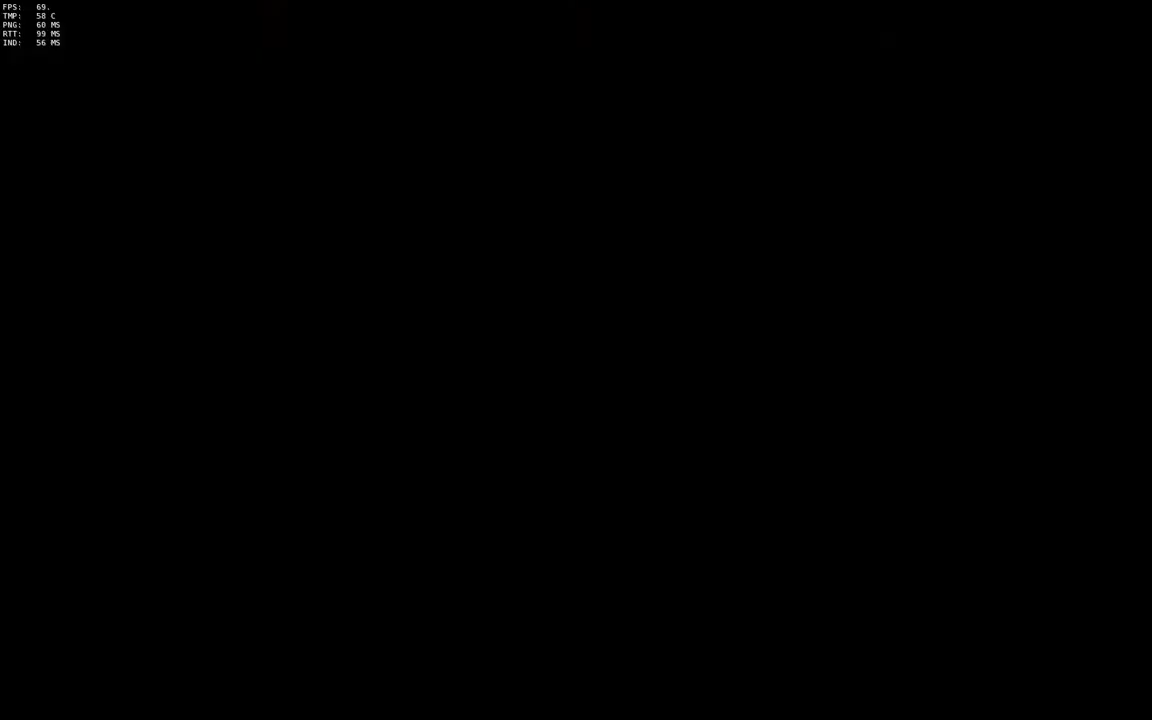 FPS: 69.
TMP: 58 C
PNG: 60 MS
RTT: 99 MS
IND: 56 MS